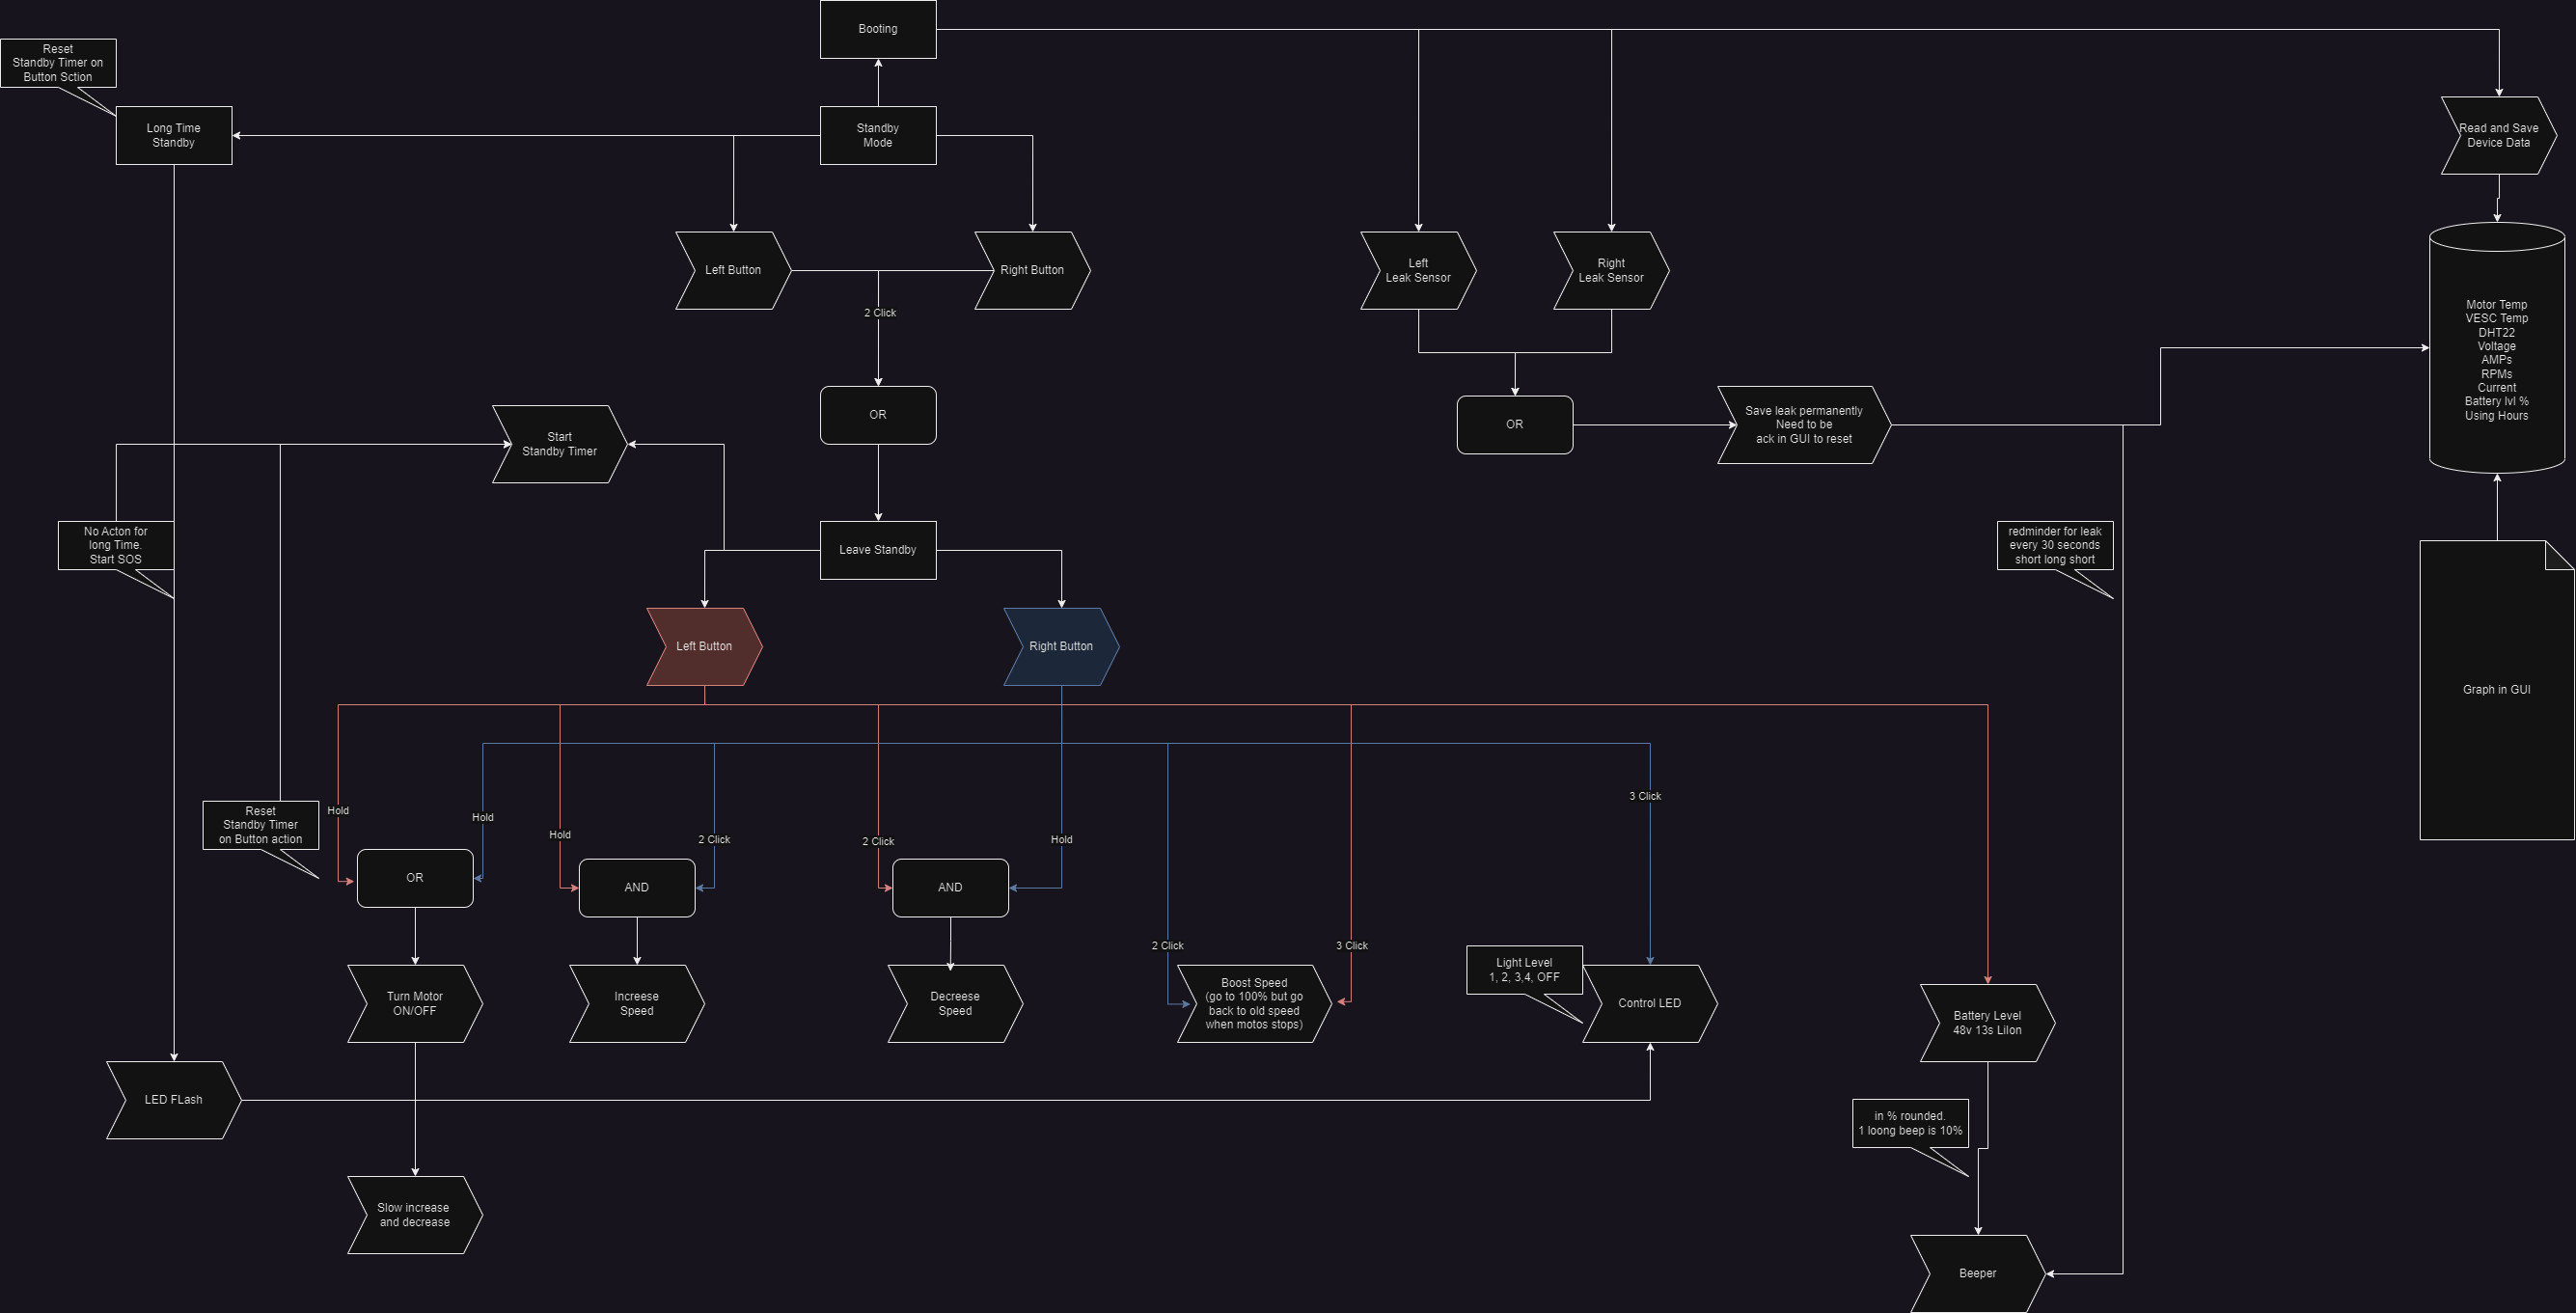 Booting
Reset
Standby Timer on
Button Sction
Long Time
Standby
Standby
Mode
Read and Save
Device Data
Left Button
Right Button
Left
Leak Sensor
Right
Leak Sensor
2 Click
Motor Temp
VESC Temp
DHT22
Voltage
AMPs
RPMs
Current
Battery lvl %
Using Hours
OR
Start
Standby Timer
OR
Save leak permanently
Need to be
ack in GUI to reset
No Acton for
long Time.
Start SOS
Leave Standby
redminder for leak
every 30 seconds
short long short
Left Button
Right Button
Graph in GUI
Reset
Standby Timer
on Button action
Hold
Hold
Hold
2 Click
2 Click
Hold
3 Click
OR
AND
AND
2 Click
3 Click
Turn Motor
ON/OFF
Increese
Speed
Decreese
Speed
Boost Speed
(go to 100% but go
back to old speed
when motos stops)
Light Level
1, 2, 3,4, OFF
Control LED
Battery Level
48v 13s LiIon
LED FLash
in % rounded.
1 loong beep is 10%
Slow increase
and decrease
Beeper